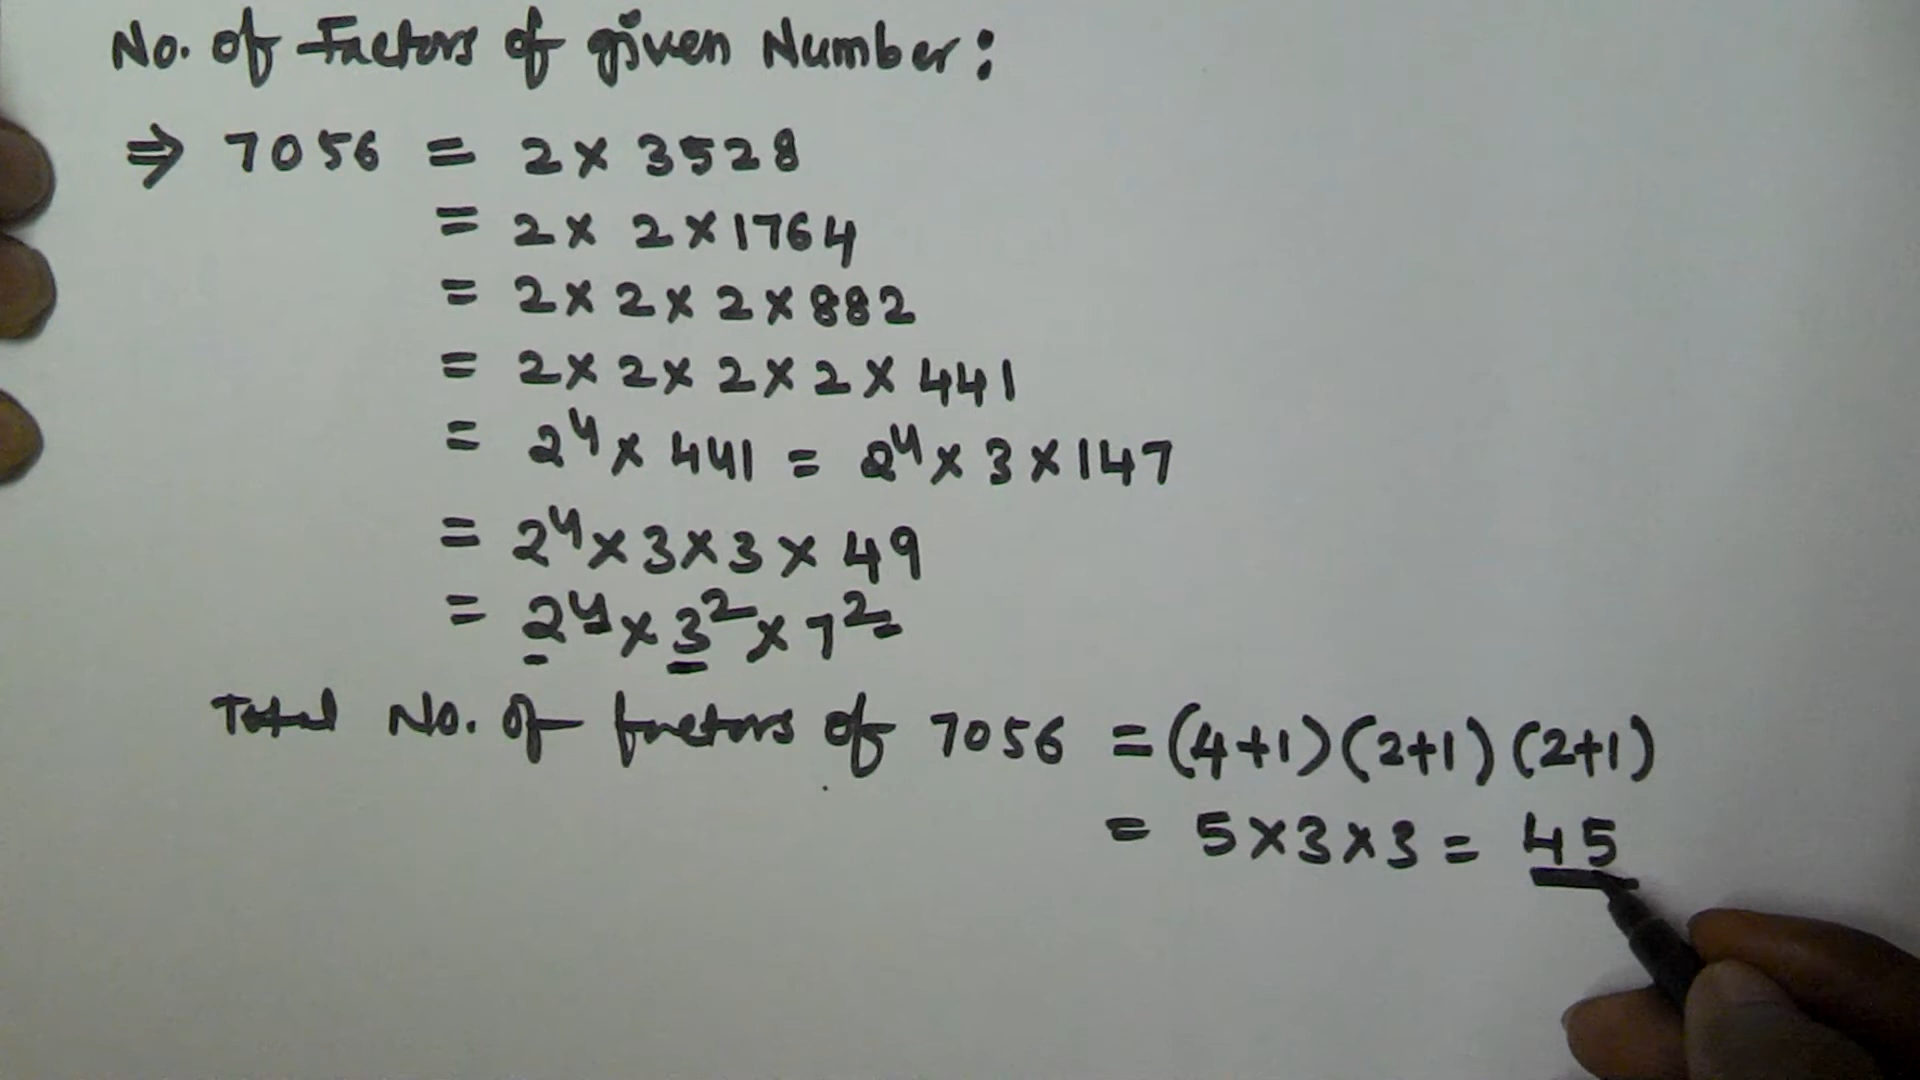 No. of Factors of given Number:
⇒ 7056 = 2 × 3528
= 2 × 2 × 1764
= 2 × 2 × 2 × 882
= 2 × 2 × 2 × 2 × 441
= 2⁴ × 441 = 2⁴ × 3 × 147
= 2⁴ × 3 × 3 × 49
= 2⁴ × 3² × 7²
Total No. of factors of 7056 = (4+1) (2+1) (2+1)
= 5 × 3 × 3 = 45